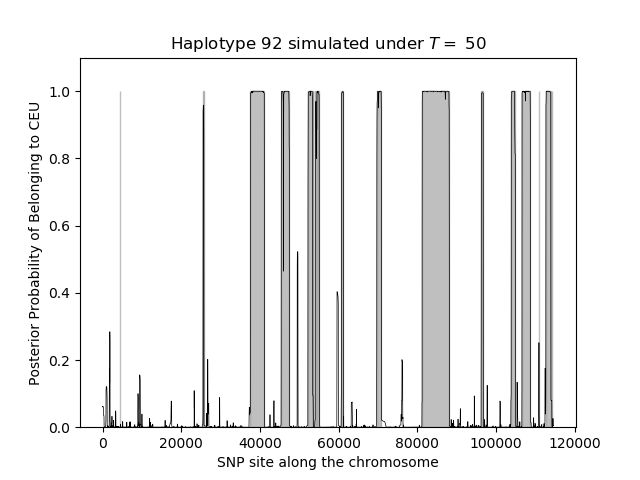 Haplotype 92 simulated under T = 50
Posterior Probability of Belonging to CEU
1.0
0.8
0.6
0.4
0.2
0.0
0 20000 40000 60000 80000 100000 120000
SNP site along the chromosome